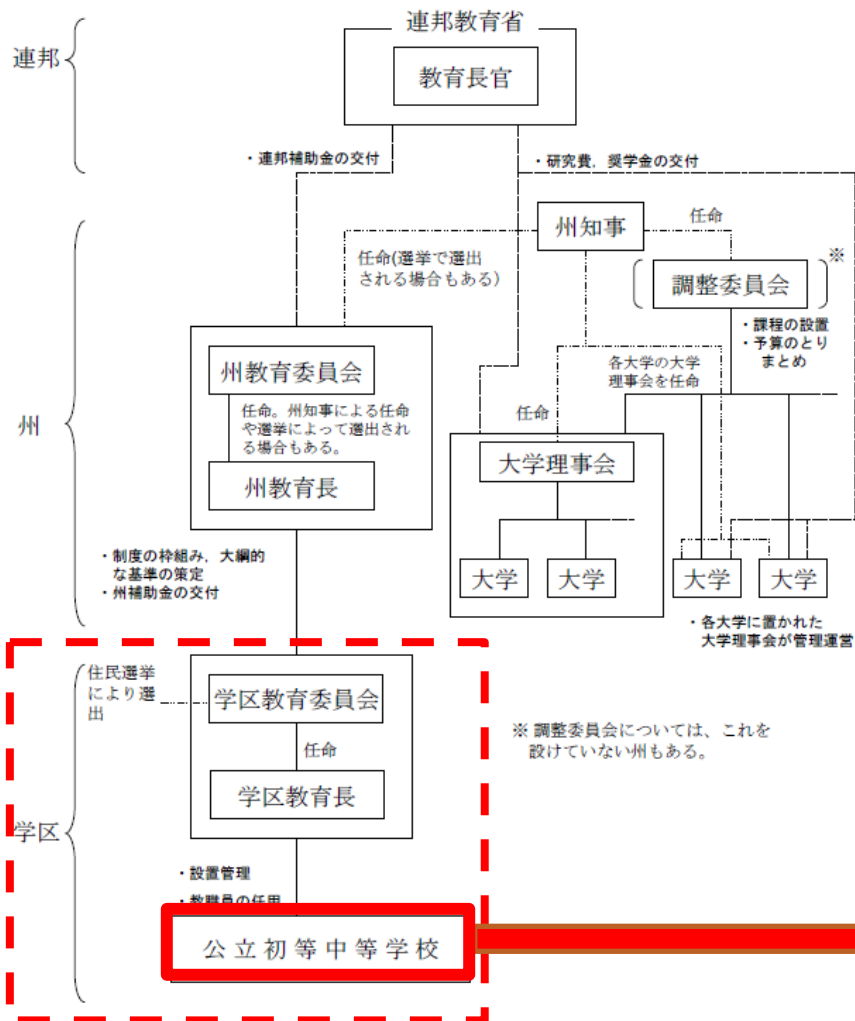 連邦教育省
連邦
教育長官
・連邦補助金の交付
・研究費，奨学金の交付
州知事
任命
任命(選挙で選出
される場合もある)
※
調整委員会
・課程の設置
・予算のとり
まとめ
州教育委員会
各大学の大学
理事会を任命
任命。州知事による任命
や選挙によって選出され
る場合もある。
任命
州
大学理事会
州教育長
・制度の枠組み，大綱的
な基準の策定
・州補助金の交付
大学
大学
大学
大学
・各大学に置かれた
大学理事会が管理運営
住民選挙
により選
出
学区教育委員会
※ 調整委員会については、これを
設けていない州もある。
任命
学区教育長
学区
・設置管理
・教職員の任用
公立初等中等学校